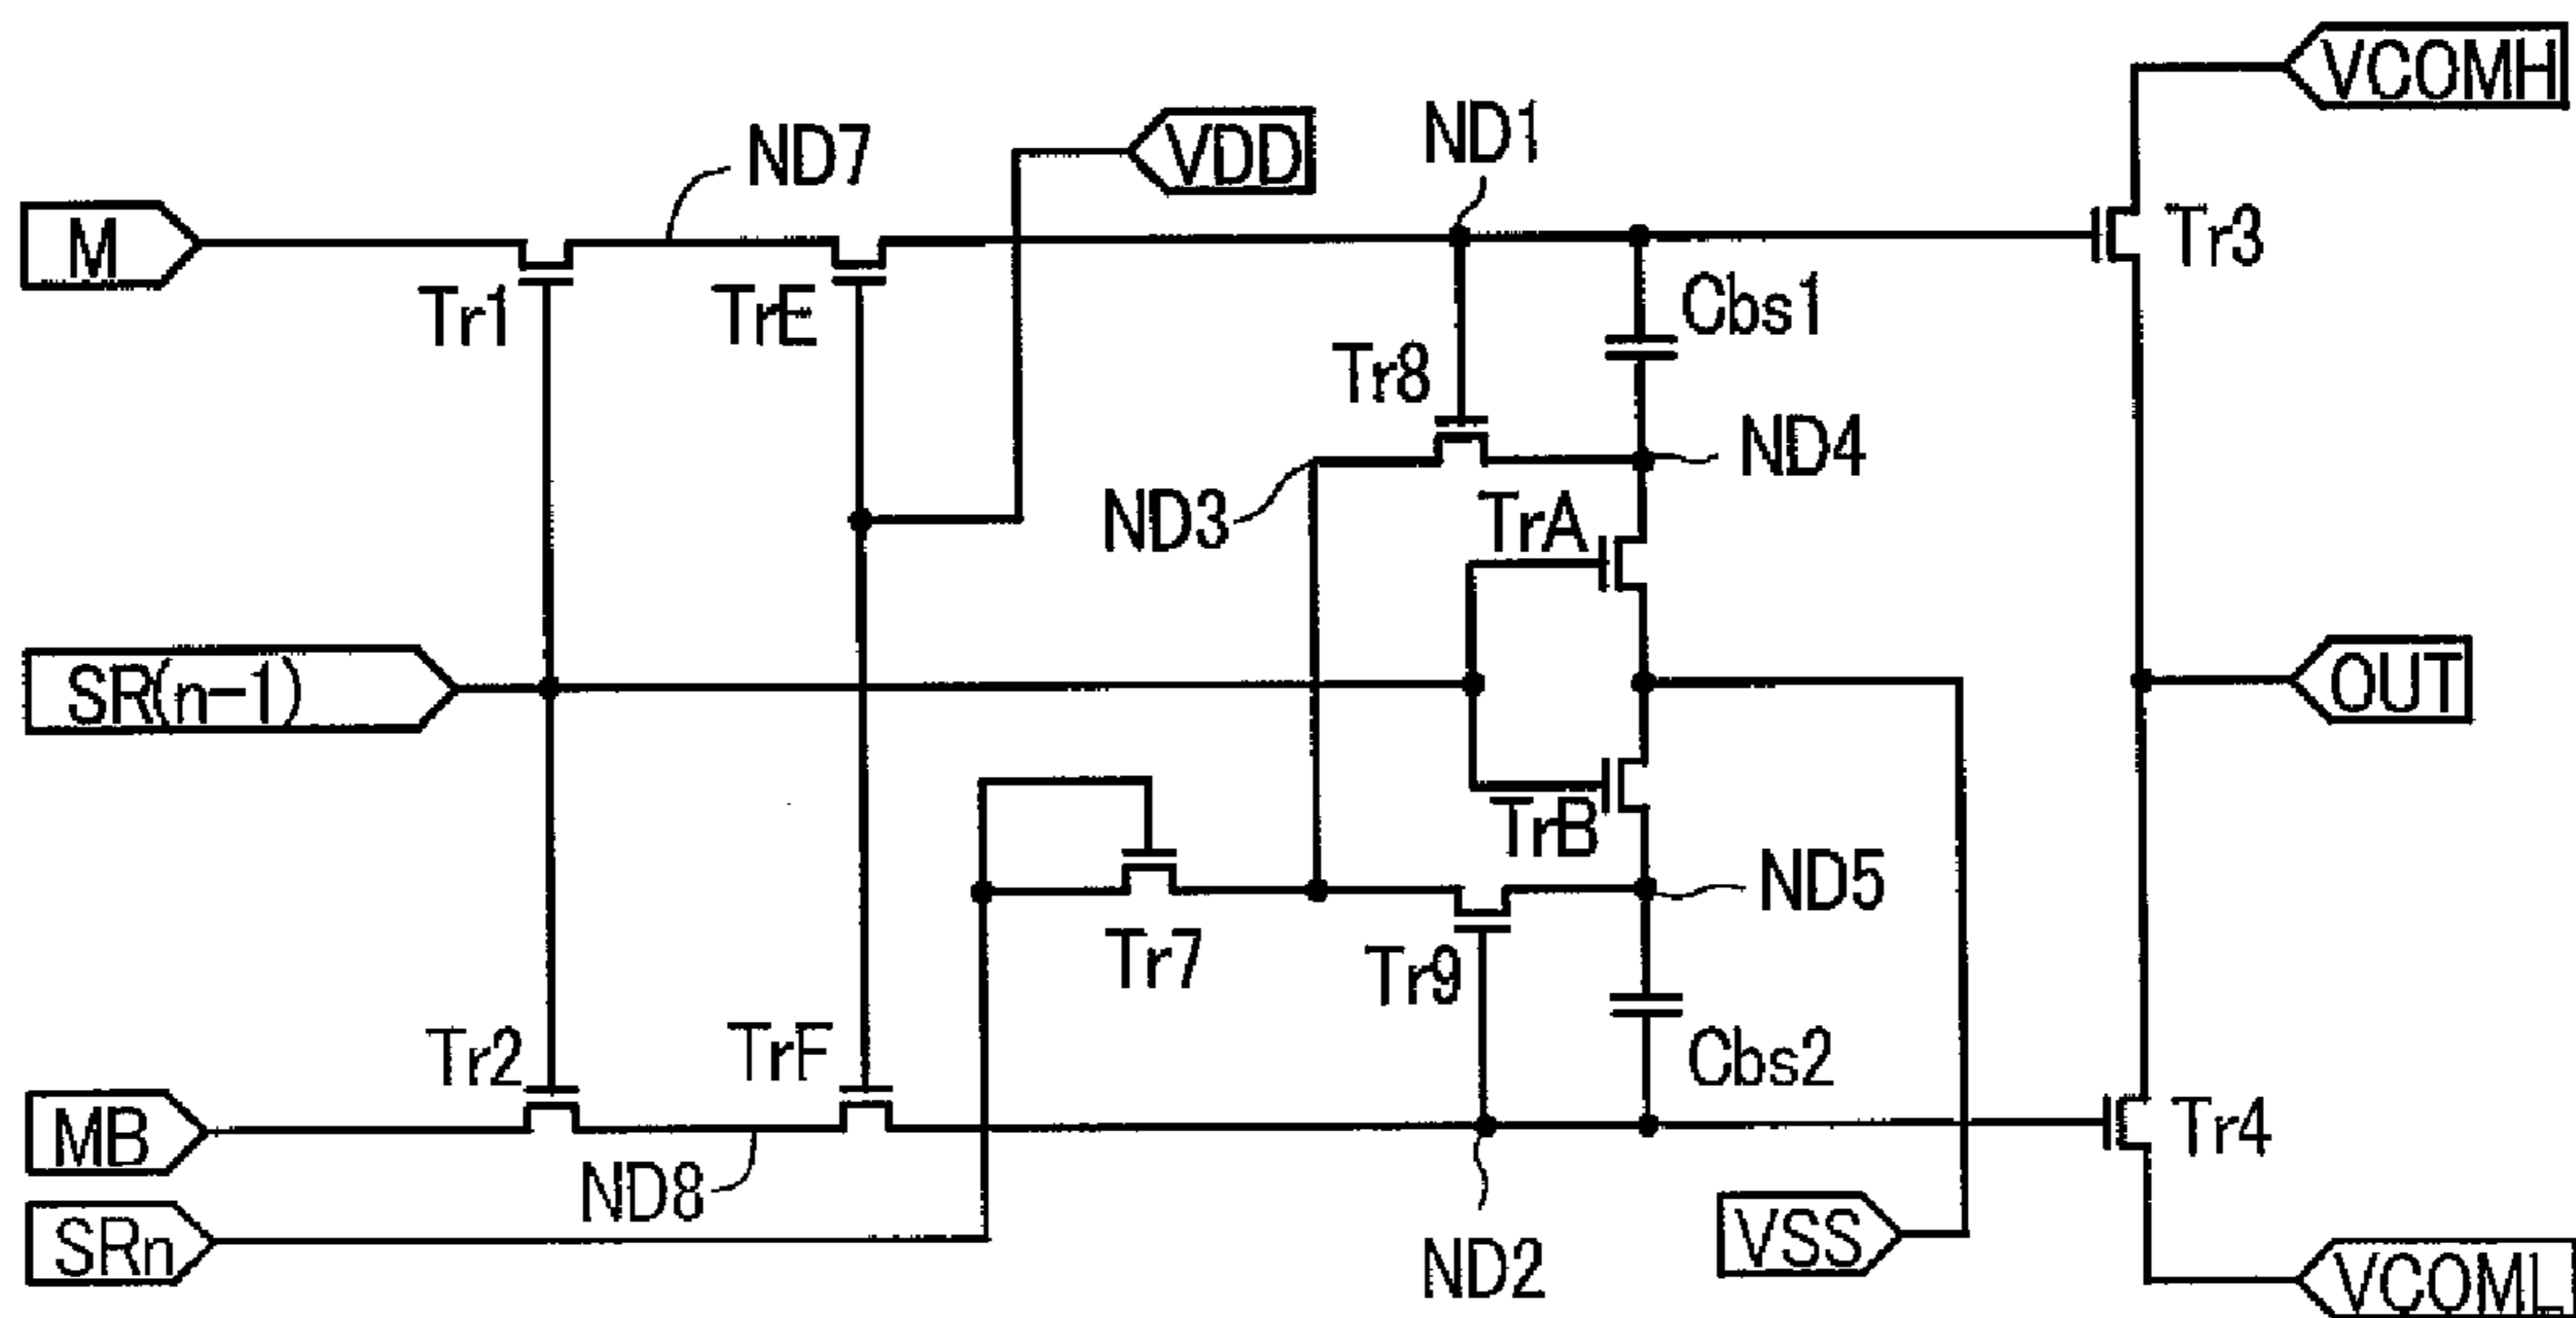 VCOMH
ND1
ND7
VDD
M
Tr3
Tr1
TrE
Cbs1
Tr8
ND4
ND3
TrA
SR(n-1)
OUT
TrB
ND5
Tr7
Tr9
Tr2
TrF
Cbs2
MB
Tr4
ND8
SRn
ND2
VSS
VCOML